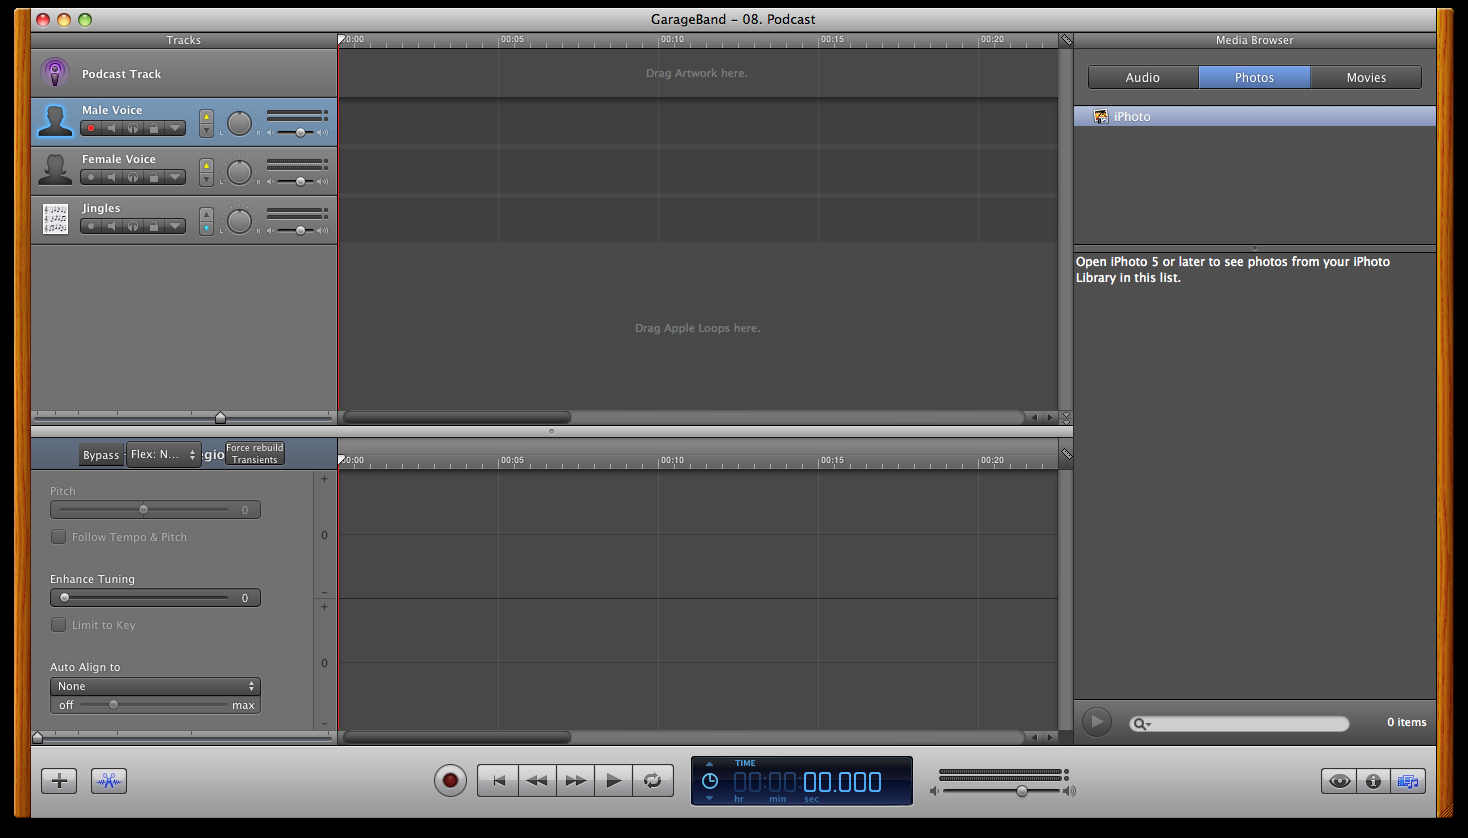 GarageBand – 08. Podcast
Tracks
0:00 00:05 00:10 00:15 00:20
Media Browser
Podcast Track
Drag Artwork here.
Audio Photos Movies
Male Voice
L R
iPhoto
Female Voice
L R
Jingles
L R
Open iPhoto 5 or later to see photos from your iPhoto
Library in this list.
Drag Apple Loops here.
Bypass Flex: N... gio Force rebuild
Transients
0:00 00:05 00:10 00:15 00:20
Pitch
0
Follow Tempo & Pitch
+
0
–
Enhance Tuning
0
Limit to Key
+
0
–
Auto Align to
None
off max
0 items
TIME
00:00:00.000
hr min sec